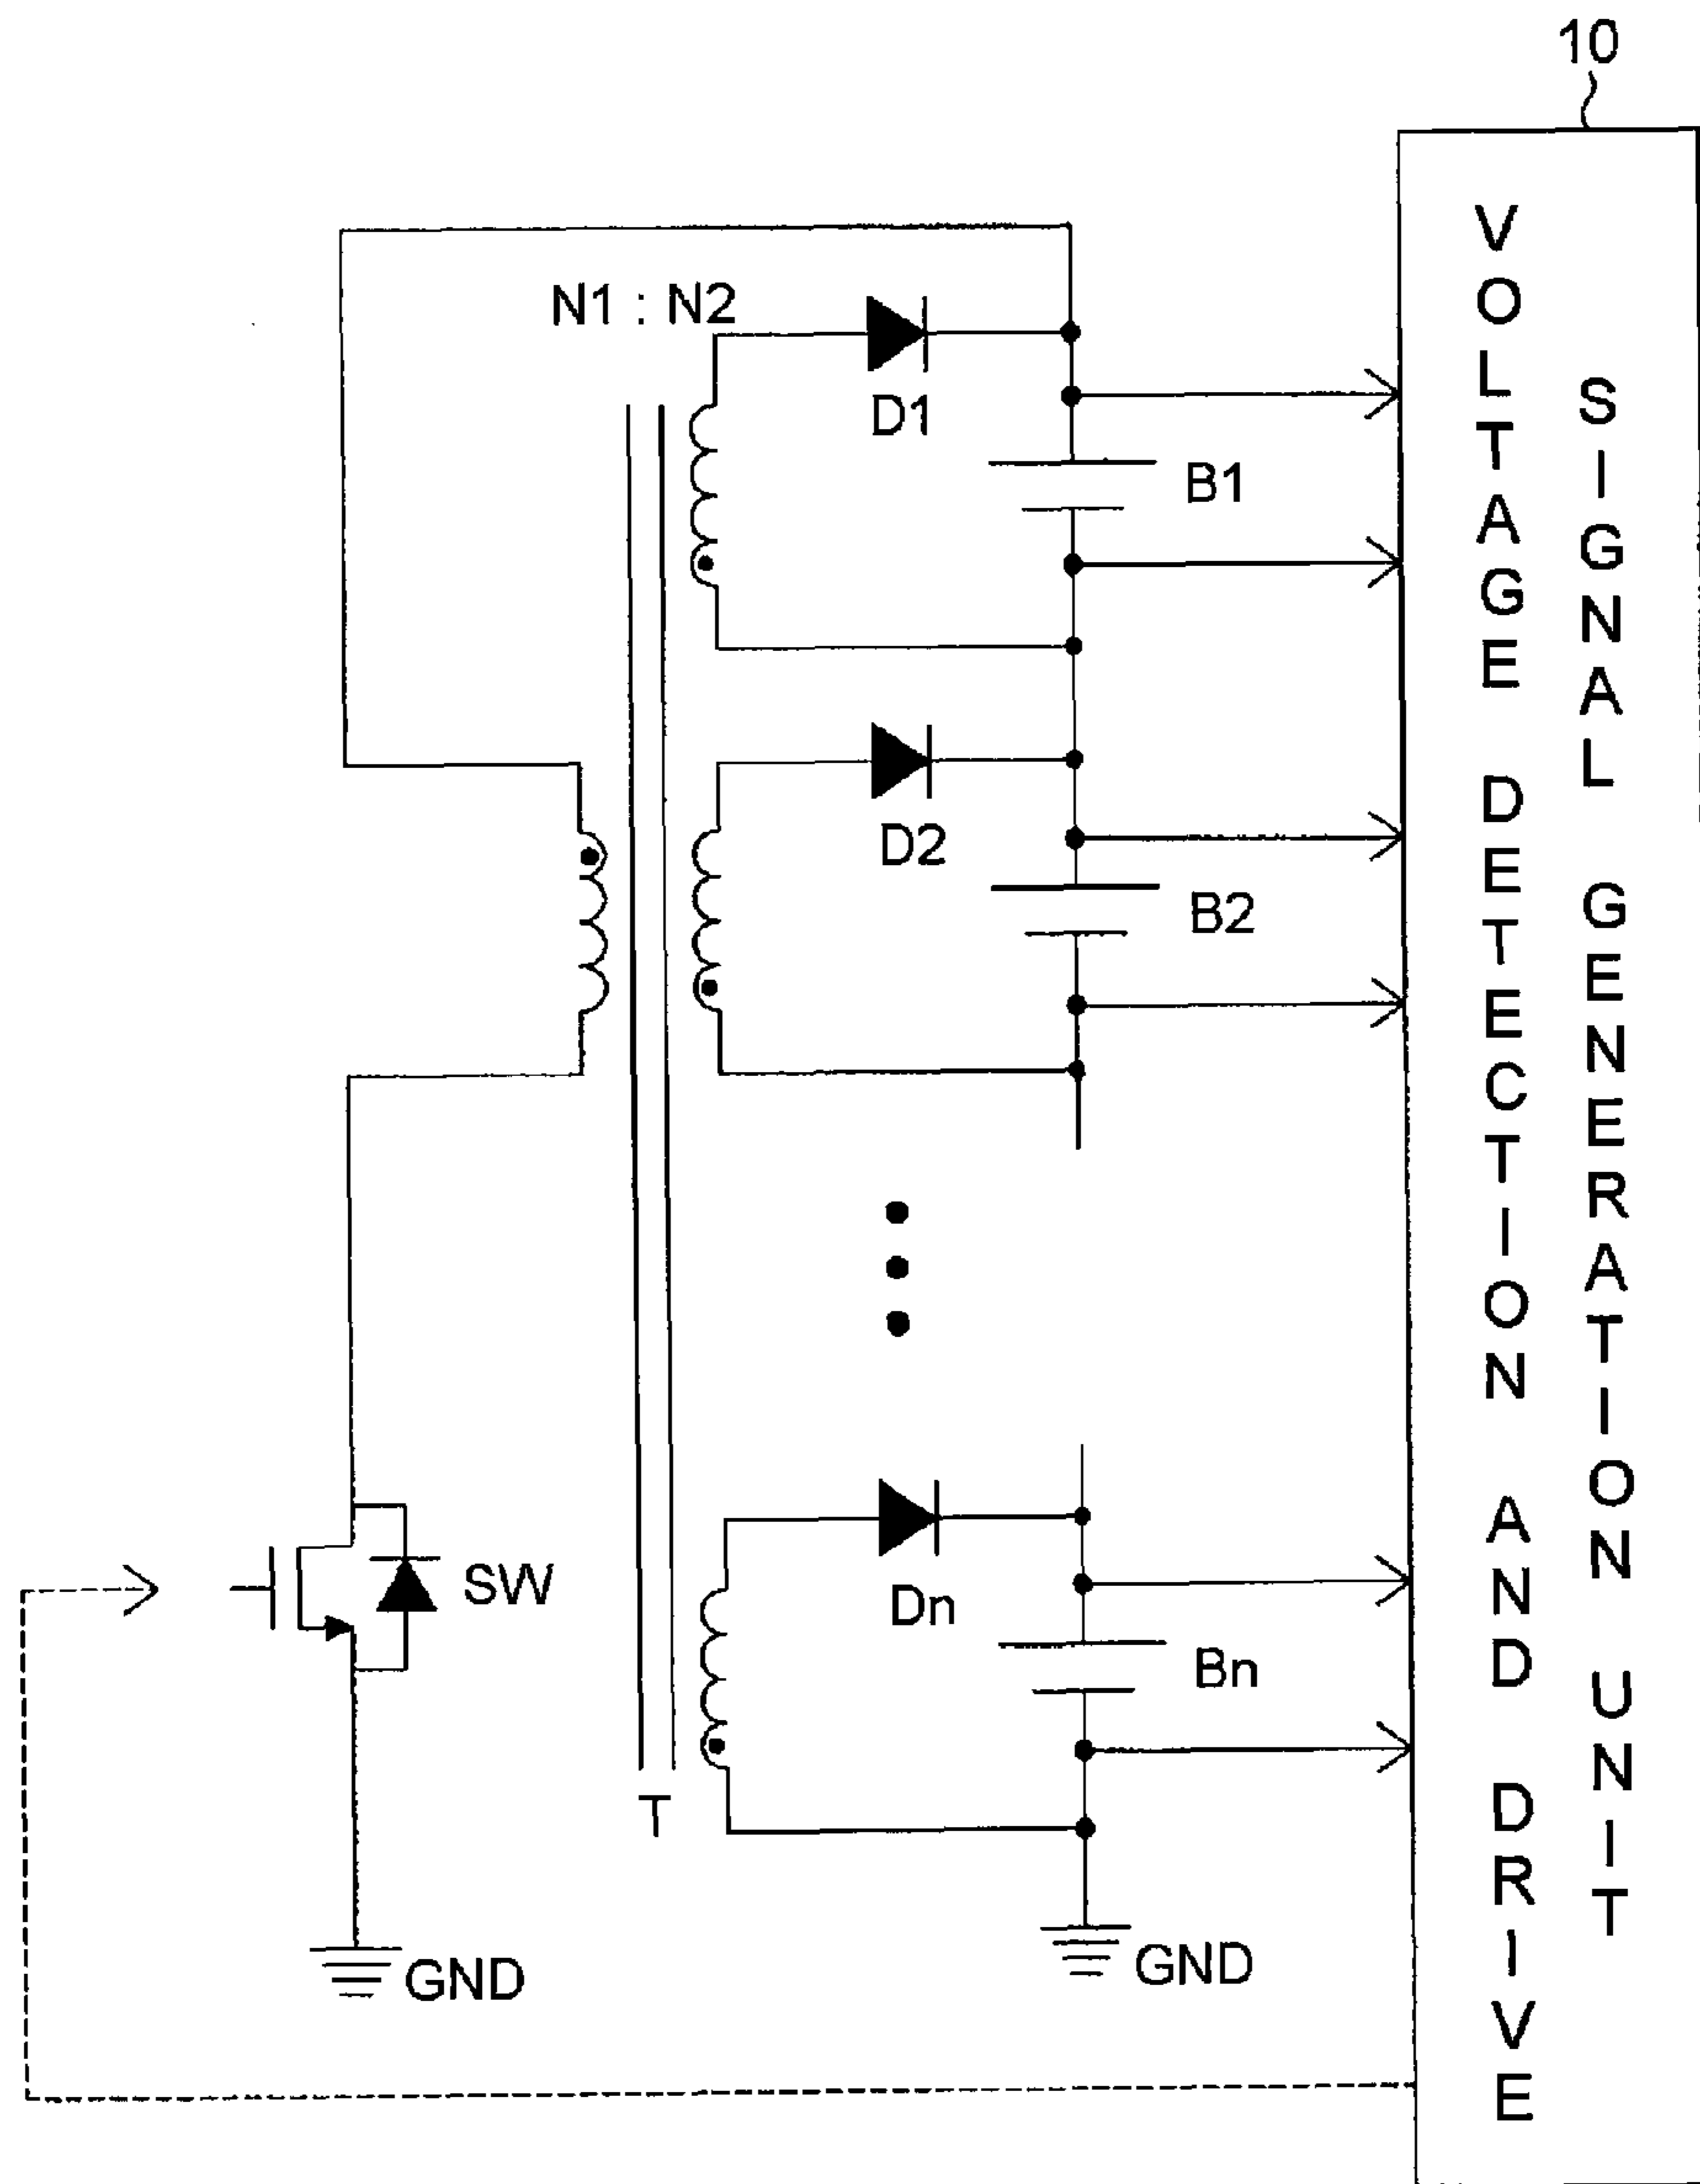 10
N1 : N2
D1
B1
D2
B2
Dn
Bn
SW
T
GND
GND
VOLTAGE DETECTION AND DRIVE
SIGNAL GENERATION UNIT